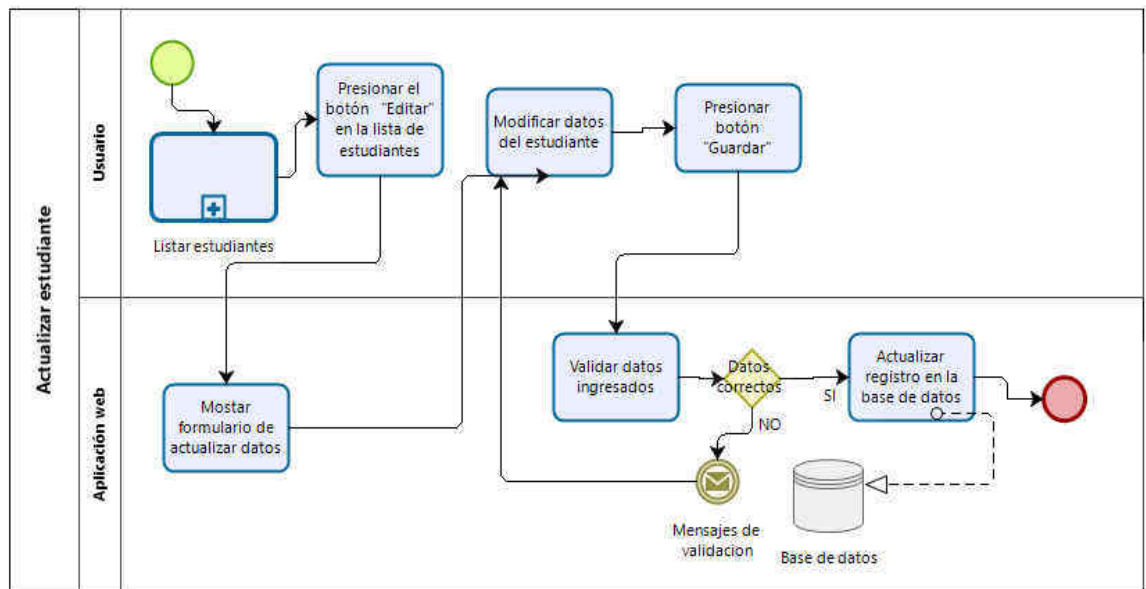 Actualizar estudiante
Usuario
Listar estudiantes
Presionar el
botón "Editar"
en la lista de
estudiantes
Modificar datos
del estudiante
Presionar
botón
"Guardar"
Aplicación web
Mostar
formulario de
actualizar datos
Validar datos
ingresados
Datos
correctos
SI
NO
Actualizar
registro en la
base de datos
Mensajes de
validacion
Base de datos